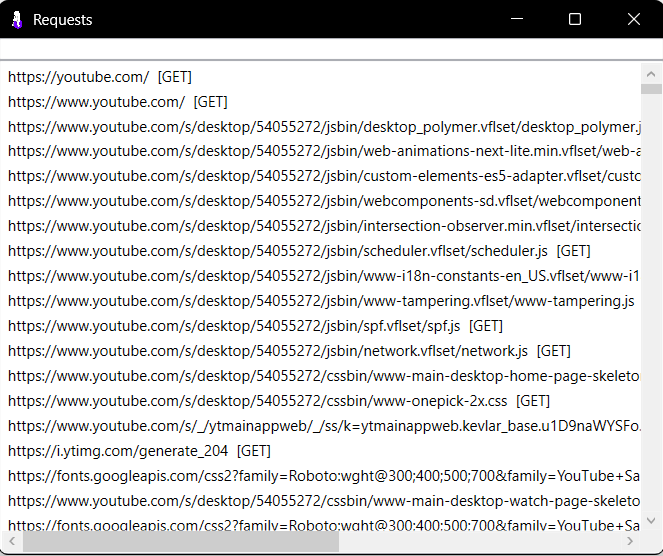 Requests
https://youtube.com/ [GET]
https://www.youtube.com/ [GET]
https://www.youtube.com/s/desktop/54055272/jsbin/desktop_polymer.vflset/desktop_polymer.j
https://www.youtube.com/s/desktop/54055272/jsbin/web-animations-next-lite.min.vflset/web-a
https://www.youtube.com/s/desktop/54055272/jsbin/custom-elements-es5-adapter.vflset/custo
https://www.youtube.com/s/desktop/54055272/jsbin/webcomponents-sd.vflset/webcomponent
https://www.youtube.com/s/desktop/54055272/jsbin/intersection-observer.min.vflset/intersectio
https://www.youtube.com/s/desktop/54055272/jsbin/scheduler.vflset/scheduler.js [GET]
https://www.youtube.com/s/desktop/54055272/jsbin/www-i18n-constants-en_US.vflset/www-i1
https://www.youtube.com/s/desktop/54055272/jsbin/www-tampering.vflset/www-tampering.js
https://www.youtube.com/s/desktop/54055272/jsbin/spf.vflset/spf.js [GET]
https://www.youtube.com/s/desktop/54055272/jsbin/network.vflset/network.js [GET]
https://www.youtube.com/s/desktop/54055272/cssbin/www-main-desktop-home-page-skeleto
https://www.youtube.com/s/desktop/54055272/cssbin/www-onepick-2x.css [GET]
https://www.youtube.com/s/_/ytmainappweb/_/ss/k=ytmainappweb.kevlar_base.u1D9naWYSFo.
https://i.ytimg.com/generate_204 [GET]
https://fonts.googleapis.com/css2?family=Roboto:wght@300;400;500;700&family=YouTube+Sa
https://www.youtube.com/s/desktop/54055272/cssbin/www-main-desktop-watch-page-skeleto
https://fonts.googleapis.com/css2?family=Roboto:wght@300;400;500;700&family=YouTube+Sa